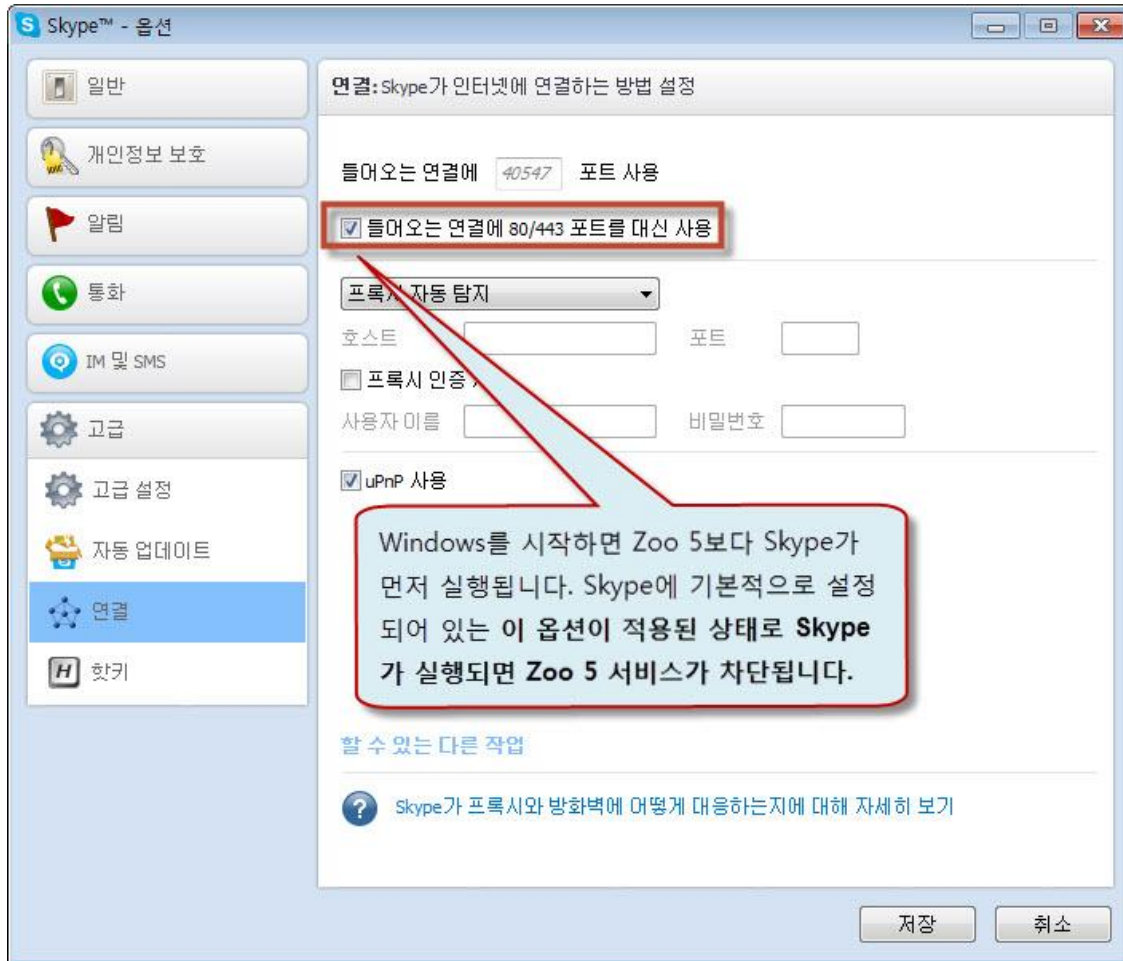 Skype™ - 옵션
일반
개인정보 보호
알림
통화
IM 및 SMS
고급
고급 설정
자동 업데이트
연결
핫키
연결: Skype가 인터넷에 연결하는 방법 설정
들어오는 연결에 40547 포트 사용
들어오는 연결에 80/443 포트를 대신 사용
프록시 자동 탐지
호스트 포트
프록시 인증
사용자 이름 비밀번호
uPnP 사용
Windows를 시작하면 Zoo 5보다 Skype가
먼저 실행됩니다. Skype에 기본적으로 설정
되어 있는 이 옵션이 적용된 상태로 Skype
가 실행되면 Zoo 5 서비스가 차단됩니다.
할 수 있는 다른 작업
Skype가 프록시와 방화벽에 어떻게 대응하는지에 대해 자세히 보기
저장 취소